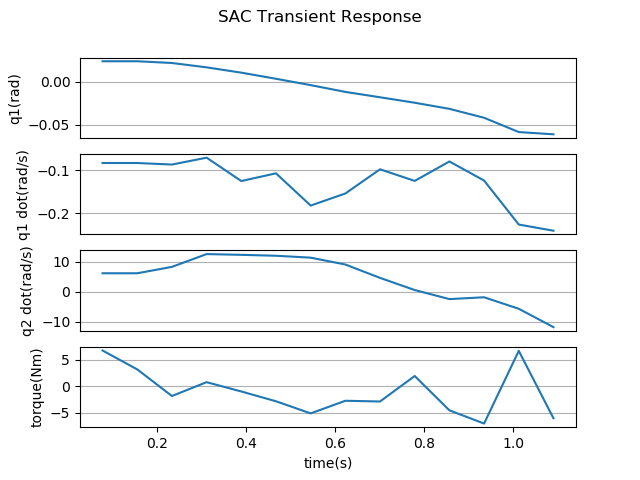 SAC Transient Response
q1(rad)
0.00
−0.05
q1 dot(rad/s)
−0.1
−0.2
q2 dot(rad/s)
10
0
−10
torque(Nm)
5
0
−5
0.2 0.4 0.6 0.8 1.0
time(s)